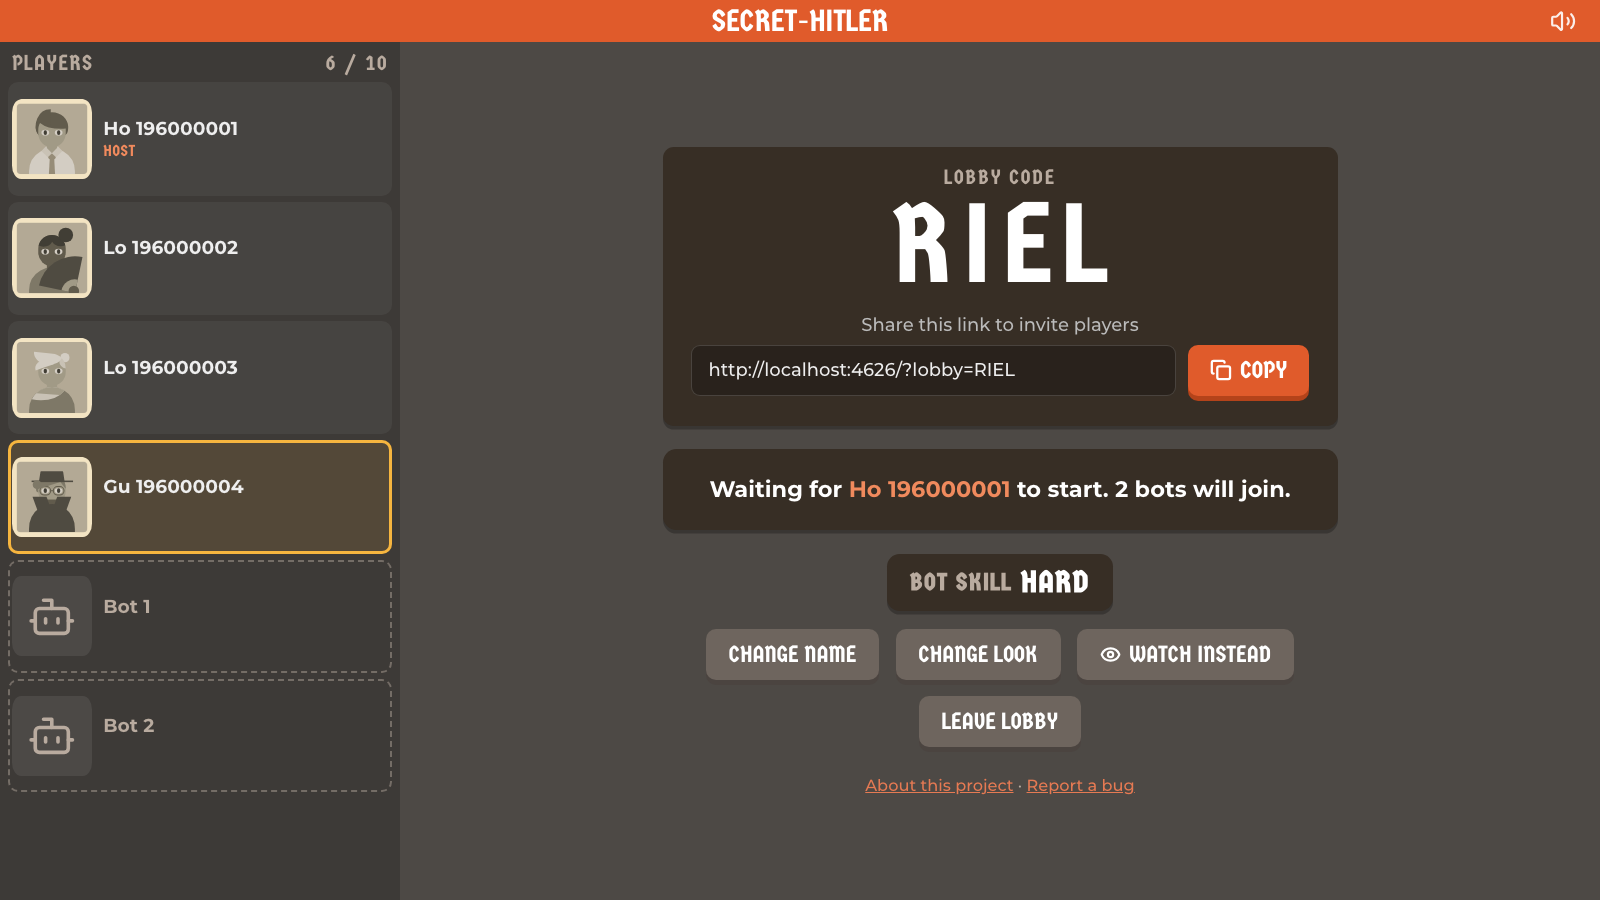 SECRET-HITLER
PLAYERS 6 / 10
Ho 196000001
HOST
Lo 196000002
Lo 196000003
Gu 196000004
Bot 1
Bot 2
LOBBY CODE
RIEL
Share this link to invite players
http://localhost:4626/?lobby=RIEL
COPY
Waiting for Ho 196000001 to start. 2 bots will join.
BOT SKILL HARD
CHANGE NAME
CHANGE LOOK
WATCH INSTEAD
LEAVE LOBBY
About this project · Report a bug